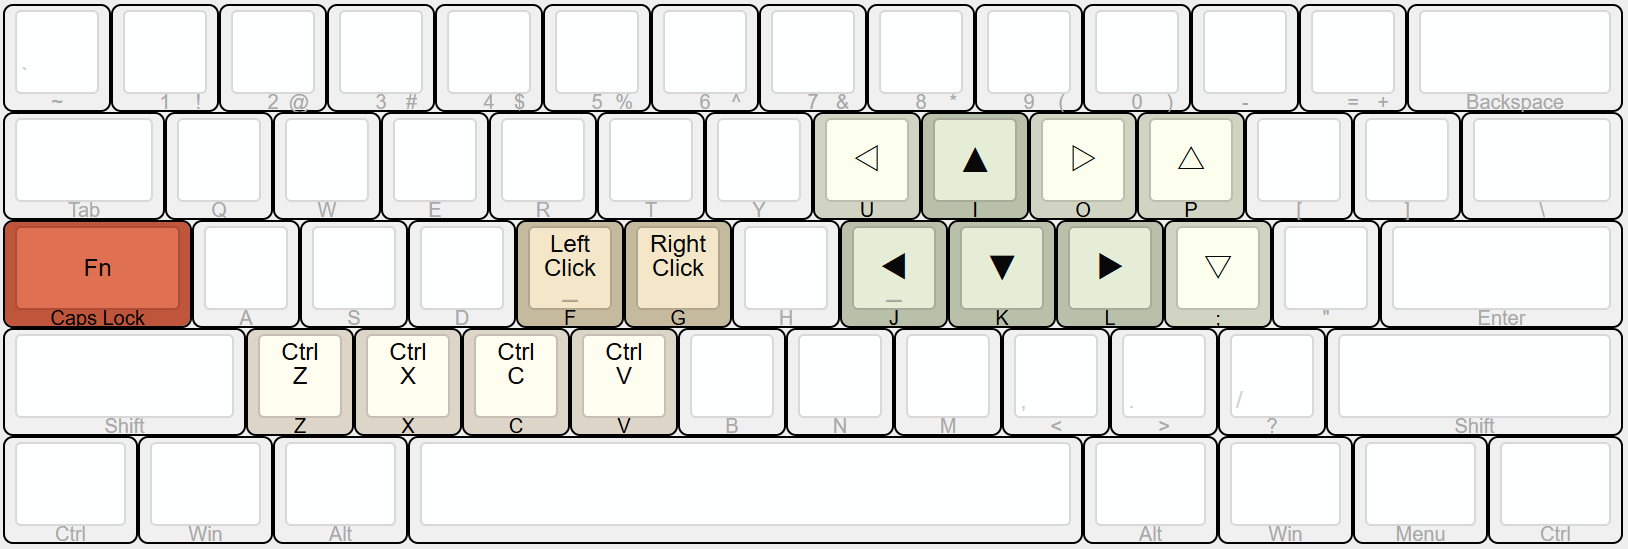 `
~ 1 ! 2 @ 3 # 4 $ 5 % 6 ^ 7 & 8 * 9 ( 0 ) - = + Backspace
◁ ▲ ▷ △
Tab Q W E R T Y U I O P [ ] \
Fn Left Right ◀ ▼ ▶ ▽
Click Click
_ _
Caps Lock A S D F G H J K L ; " Enter
Ctrl Ctrl Ctrl Ctrl
Z X C V
, . /
Shift Z X C V B N M < > ? Shift
Ctrl Win Alt Alt Win Menu Ctrl